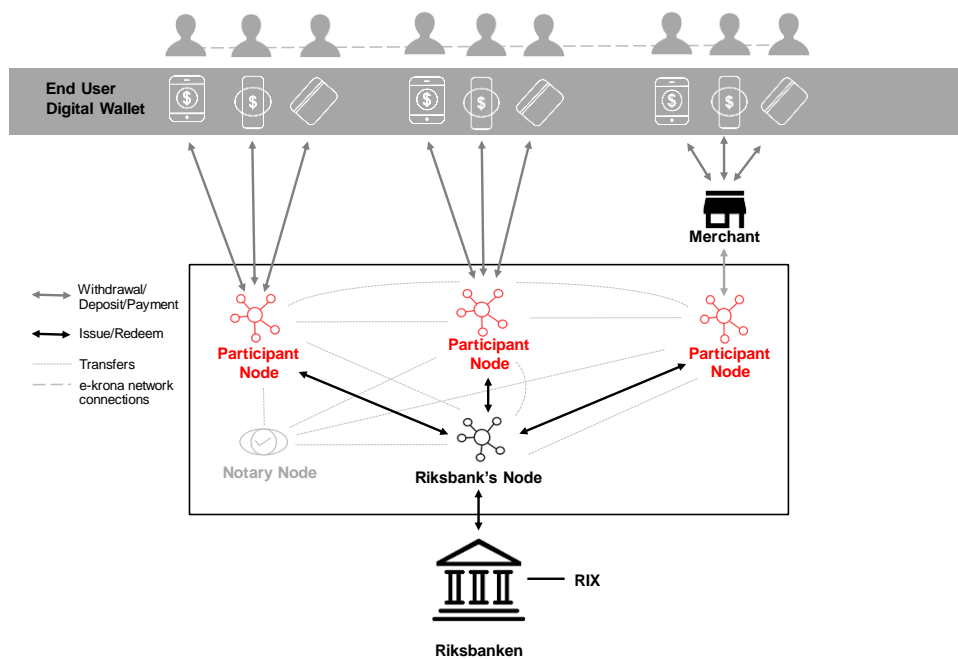 End User
Digital Wallet
$
$
$
$
$
$
Merchant
Withdrawal/
Deposit/Payment
Issue/Redeem
Transfers
e-krona network
connections
Participant
Node
Participant
Node
Participant
Node
Notary Node
Riksbank's Node
RIX
Riksbanken